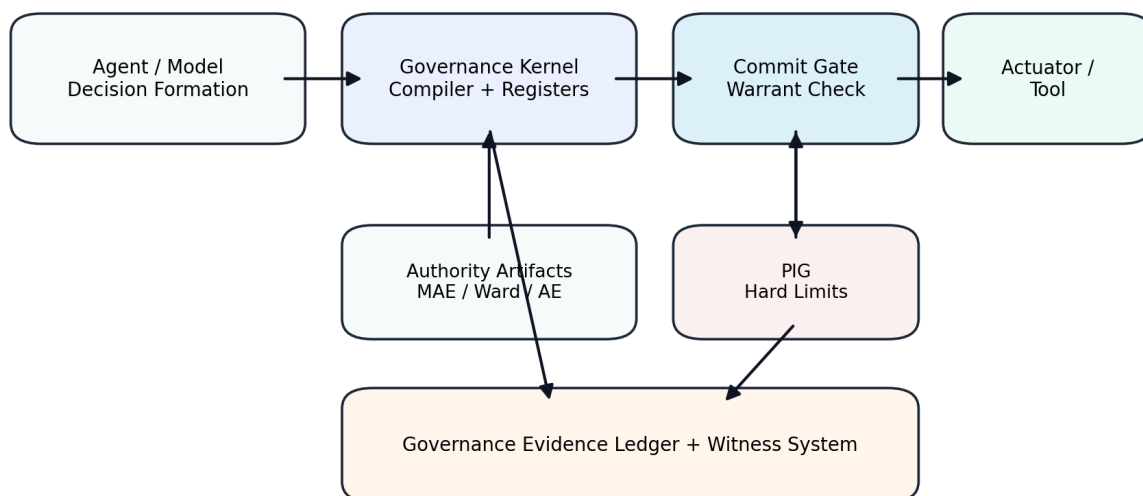 Agent / Model
Decision Formation
Governance Kernel
Compiler + Registers
Commit Gate
Warrant Check
Actuator /
Tool
Authority Artifacts
MAE / Ward / AE
PIG
Hard Limits
Governance Evidence Ledger + Witness System